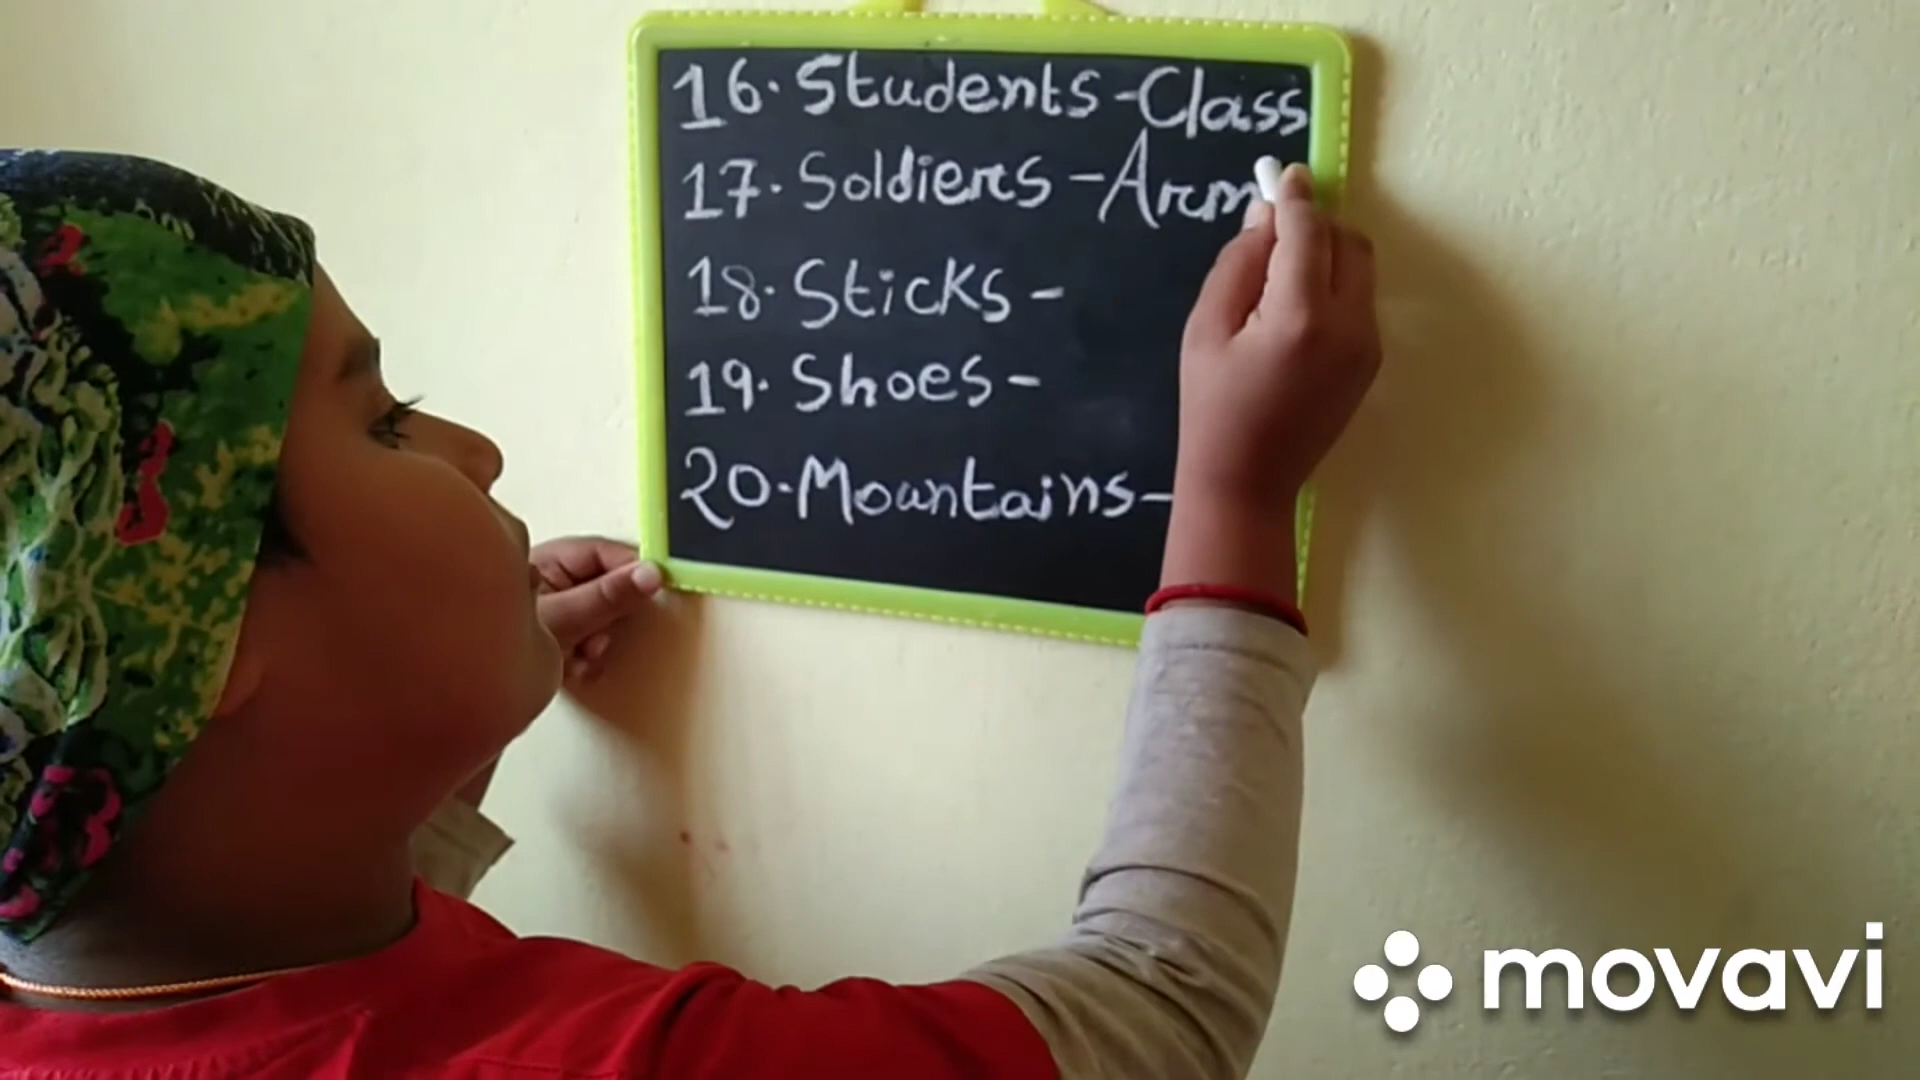 16. Students - Class
17. Soldiers - Arm
18. Sticks -
19. Shoes -
20. Mountains -
movavi